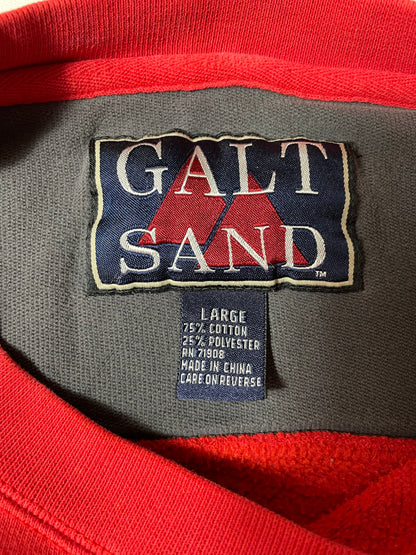 GALT
SAND
TM
LARGE
75% COTTON
25% POLYESTER
RN 71908
MADE IN CHINA
CARE ON REVERSE